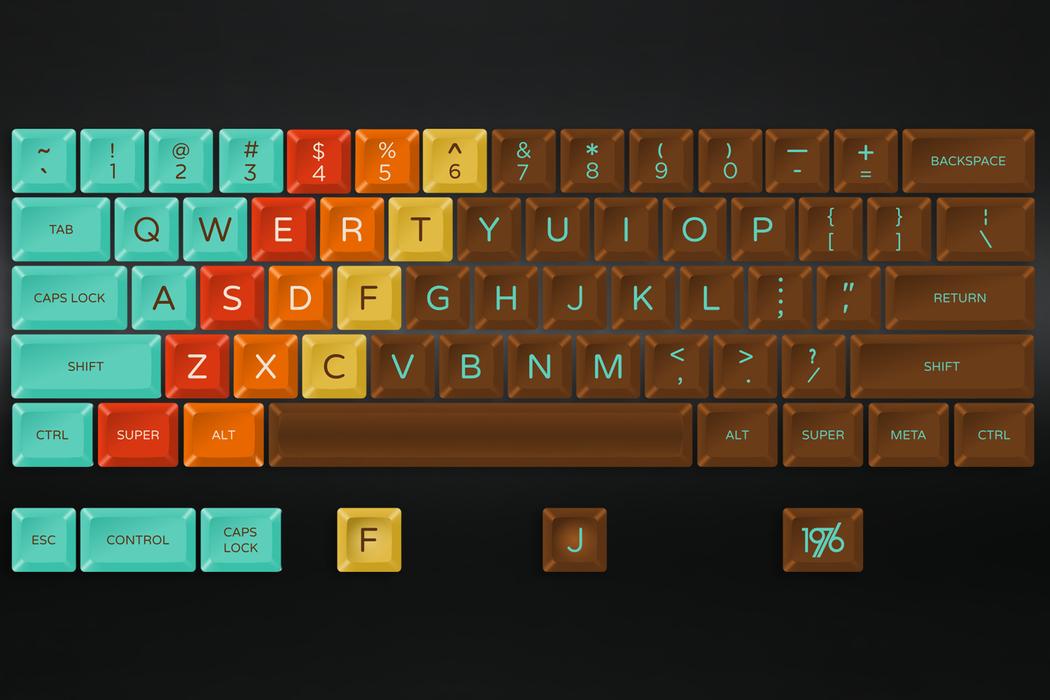 ~ ! @ # $ % ^ & * ( ) — +
` 1 2 3 4 5 6 7 8 9 0 - = BACKSPACE
TAB Q W E R T Y U I O P { } ¦
[ ] \
CAPS LOCK A S D F G H J K L : " RETURN
; ,
SHIFT Z X C V B N M < > ? SHIFT
, . /
CTRL SUPER ALT ALT SUPER META CTRL
ESC CONTROL CAPS F J 1976
LOCK